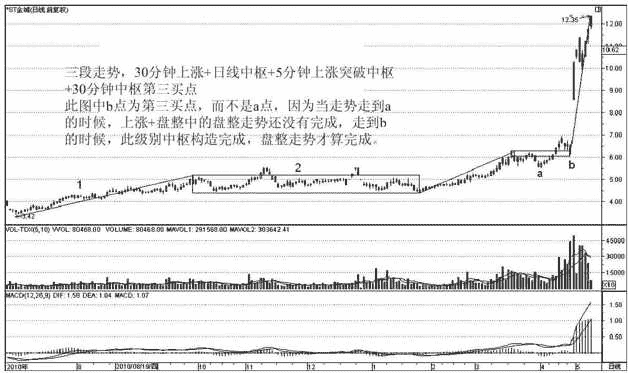 *ST金城(日线.前复权)
12.35
12.00
10.62
三段走势，30分钟上涨+日线中枢+5分钟上涨突破中枢
+30分钟中枢第三买点
此图中b点为第三买点，而不是a点，因为当走势走到a
的时候，上涨+盘整中的盘整走势还没有完成，走到b
的时候，此级别中枢构造完成，盘整走势才算完成。
10.00
9.00
8.00
7.00
6.00
5.00
4.00
1
2
a
b
3.42
VOL-TDX(5,10) VVOL: 80468.00 VOLUME: 80468.00 MAVOL1: 291568.00 MAVOL2: 303642.41
45000
30000
15000
X10
MACD(12,26,9) DIF: 1.58 DEA: 1.04 MACD: 1.07
1.50
1.00
0.50
0.00
2010年
8
2010/08/19/四
10
11
12
1
2
3
4
5
日线